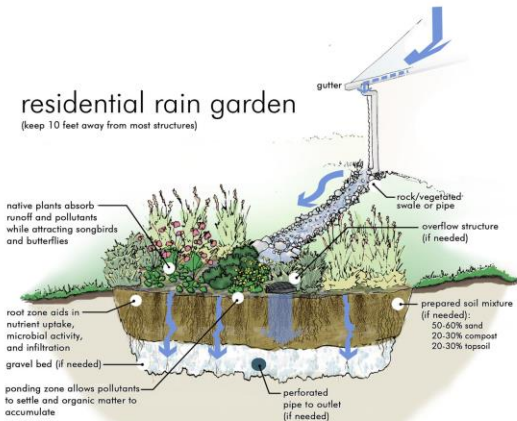 gutter
residential rain garden
(keep 10 feet away from most structures)
rock/vegetated
swale or pipe
native plants absorb
runoff and pollutants
while attracting songbirds
and butterflies
overflow structure
(if needed)
root zone aids in
nutrient uptake,
microbial activity,
and infiltration
prepared soil mixture
(if needed):
50-60% sand
20-30% compost
20-30% topsoil
gravel bed (if needed)
ponding zone allows pollutants
to settle and organic matter to
accumulate
perforated
pipe to outlet
(if needed)